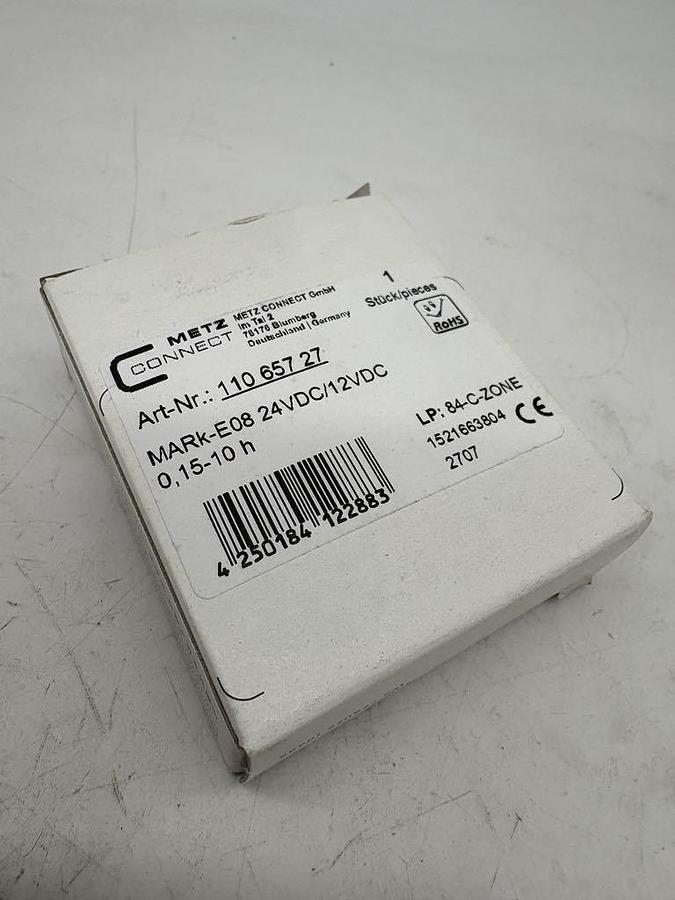 METZ
CONNECT
METZ CONNECT GmbH
Im Tal 2
78176 Blumberg
Deutschland | Germany
1
Stück/pieces
RoHS
Art-Nr.: 110 657 27
MARk-E08 24VDC/12VDC
0,15-10 h
LP: 84-C-ZONE
1521663804
CE
2707
4 250184 122883